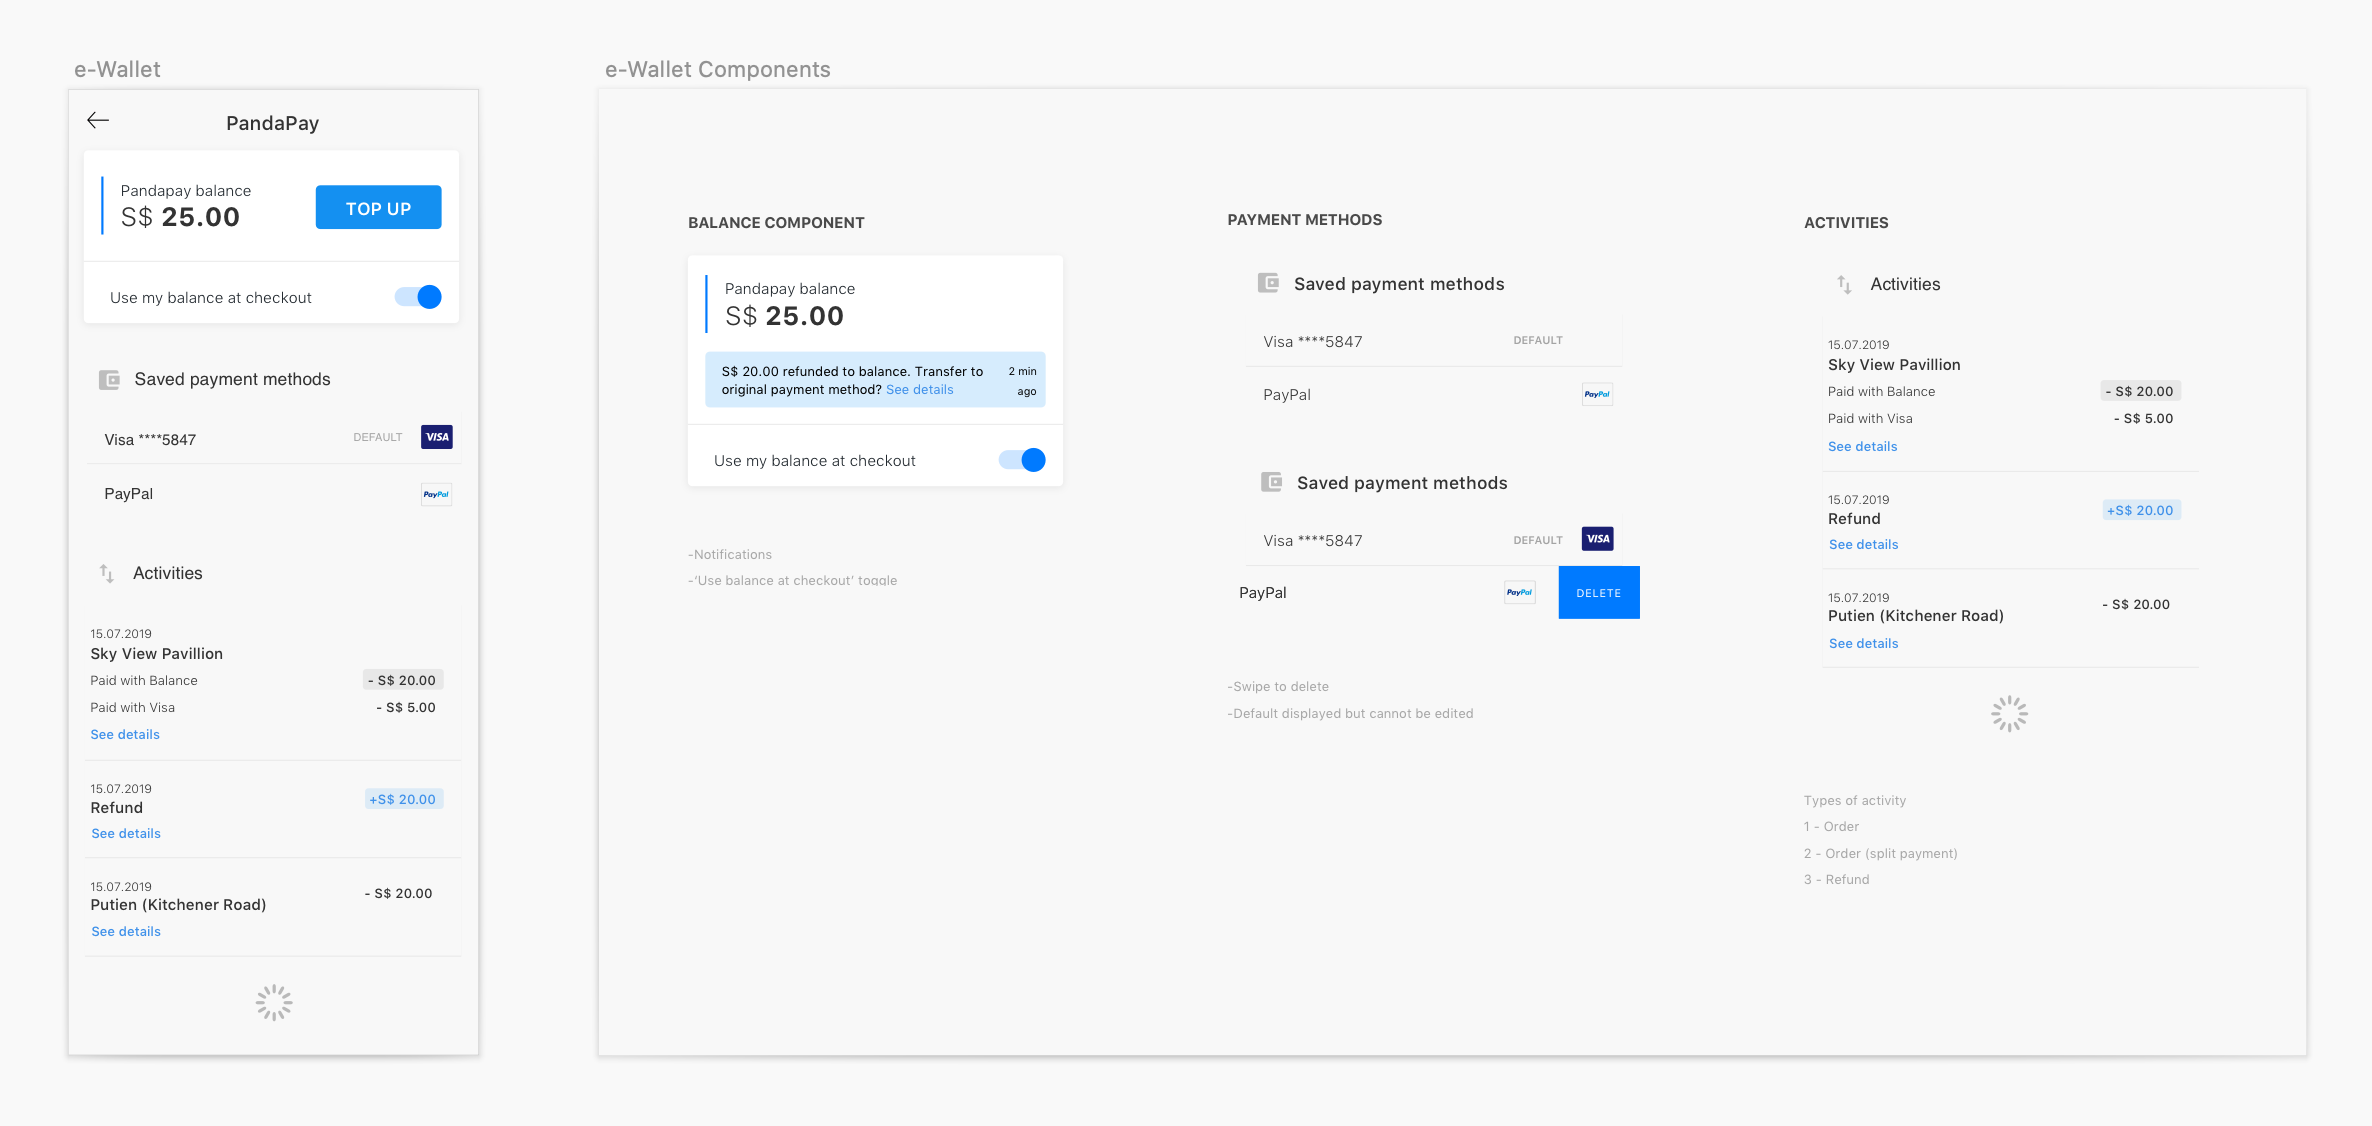 e-Wallet
PandaPay
Pandapay balance
S$ 25.00
TOP UP
Use my balance at checkout
Saved payment methods
Visa ****5847 DEFAULT VISA
PayPal PayPal
Activities
15.07.2019
Sky View Pavillion
Paid with Balance - S$ 20.00
Paid with Visa - S$ 5.00
See details
15.07.2019
Refund +S$ 20.00
See details
15.07.2019
Putien (Kitchener Road) - S$ 20.00
See details
e-Wallet Components
BALANCE COMPONENT
Pandapay balance
S$ 25.00
S$ 20.00 refunded to balance. Transfer to
original payment method? See details
2 min
ago
Use my balance at checkout
-Notifications
-'Use balance at checkout' toggle
PAYMENT METHODS
Saved payment methods
Visa ****5847 DEFAULT
PayPal PayPal
Saved payment methods
Visa ****5847 DEFAULT VISA
PayPal PayPal DELETE
-Swipe to delete
-Default displayed but cannot be edited
ACTIVITIES
Activities
15.07.2019
Sky View Pavillion
Paid with Balance - S$ 20.00
Paid with Visa - S$ 5.00
See details
15.07.2019
Refund +S$ 20.00
See details
15.07.2019
Putien (Kitchener Road) - S$ 20.00
See details
Types of activity
1 - Order
2 - Order (split payment)
3 - Refund